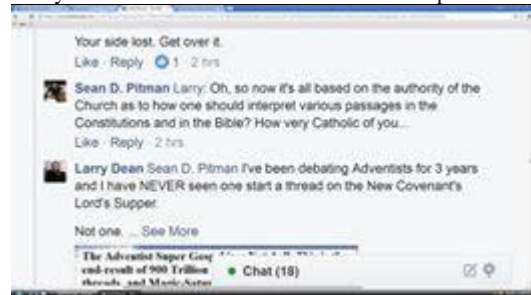 Your side lost. Get over it.
Like · Reply · 1 · 2 hrs
Sean D. Pitman Larry: Oh, so now it's all based on the authority of the
Church as to how one should interpret various passages in the
Constitutions and in the Bible? How very Catholic of you...
Like · Reply · 2 hrs
Larry Dean Sean D. Pitman I've been debating Adventists for 3 years
and I have NEVER seen one start a thread on the New Covenant's
Lord's Supper.
Not one. ... See More
The Adventist Super
end-result of 900 Trillion
threads, and
Chat (18)